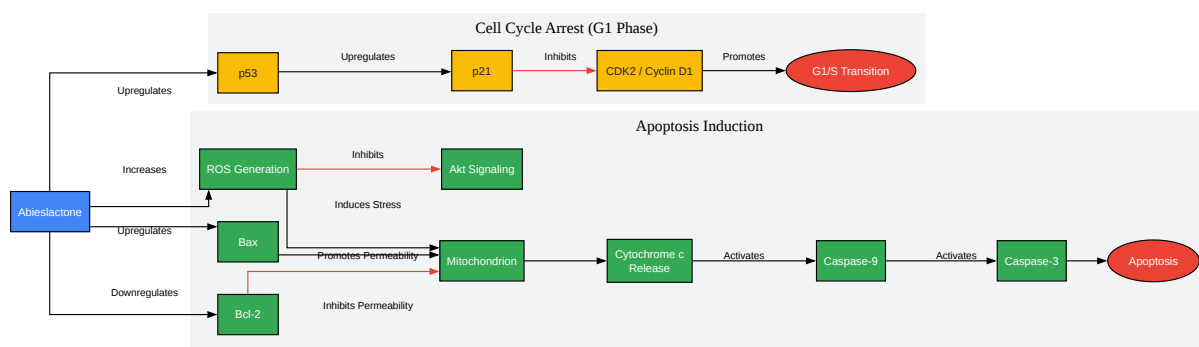 Cell Cycle Arrest (G1 Phase)
Upregulates
p53
Upregulates
p21
Inhibits
CDK2 / Cyclin D1
Promotes
G1/S Transition
Apoptosis Induction
Abieslactone
Increases
ROS Generation
Inhibits
Akt Signaling
Induces Stress
Upregulates
Bax
Promotes Permeability
Mitochondrion
Cytochrome c
Release
Activates
Caspase-9
Activates
Caspase-3
Apoptosis
Downregulates
Bcl-2
Inhibits Permeability